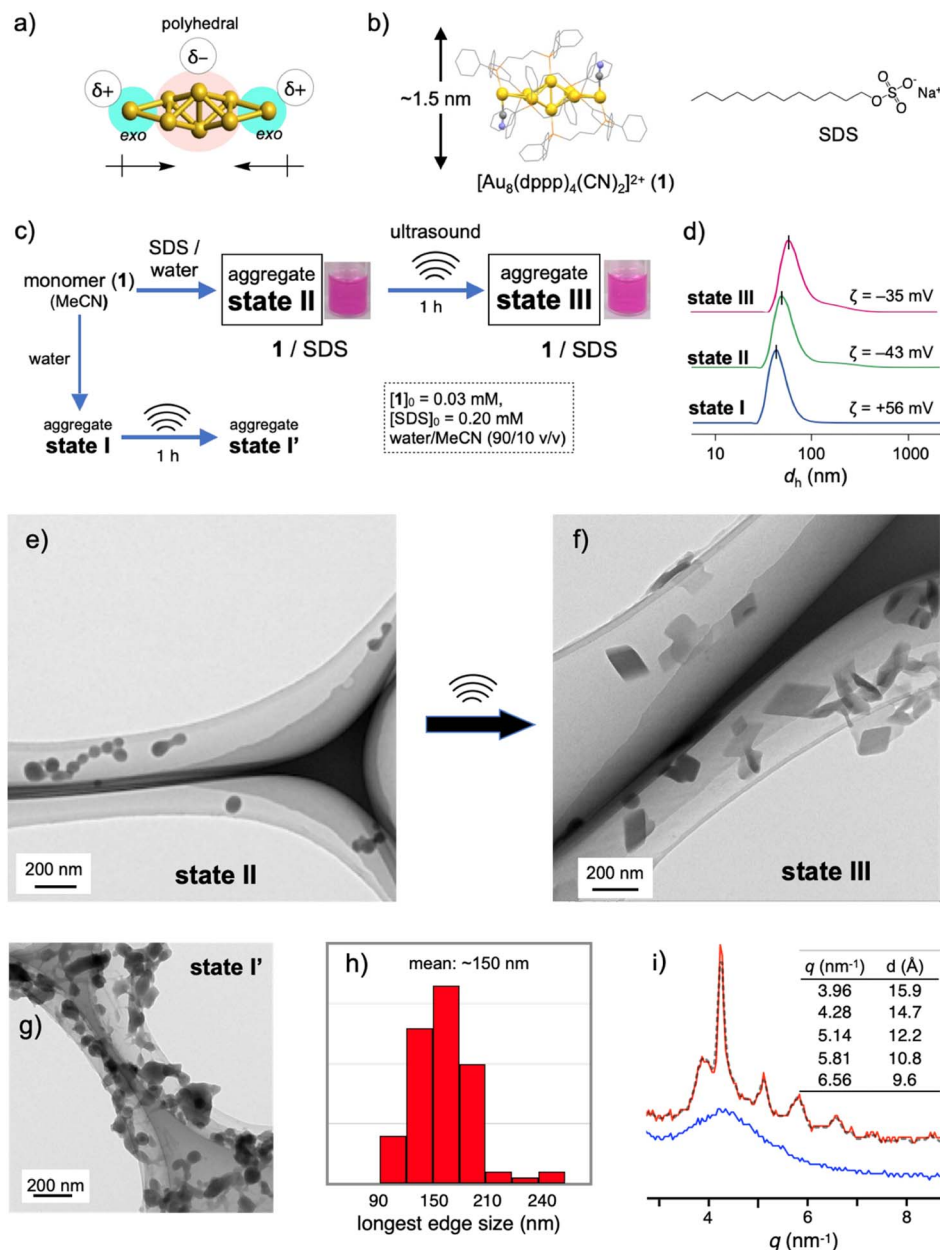 a)
polyhedral
δ−
δ+
δ+
exo
exo
b)
~1.5 nm
[Au₈(dppp)₄(CN)₂]²⁺ (1)
O
O
S
O⁻
O
Na⁺
SDS
c)
monomer (1)
(MeCN)
SDS /
water
aggregate
state II
1 / SDS
ultrasound
1 h
aggregate
state III
1 / SDS
water
aggregate
state I
1 h
aggregate
state I’
[1]₀ = 0.03 mM,
[SDS]₀ = 0.20 mM
water/MeCN (90/10 v/v)
d)
state III
ζ = –35 mV
state II
ζ = –43 mV
state I
ζ = +56 mV
10
100
1000
dₕ (nm)
e)
200 nm
state II
f)
200 nm
state III
g)
state I’
200 nm
h)
mean: ~150 nm
90
150
210
240
longest edge size (nm)
i)
q (nm⁻¹) d (Å)
3.96 15.9
4.28 14.7
5.14 12.2
5.81 10.8
6.56 9.6
4
6
8
q (nm⁻¹)